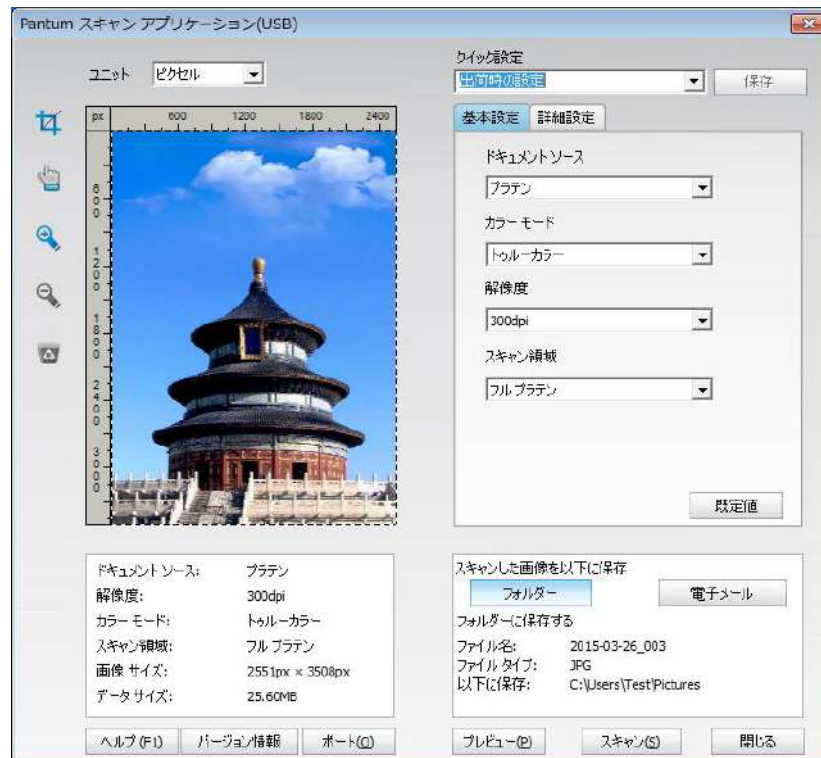 Pantum スキャン アプリケーション(USB)
ユニット ピクセル
クイック設定
出荷時の設定 保存
px 600 1200 1800 2400
600
1200
1800
2400
3000
基本設定 詳細設定
ドキュメントソース
プラテン
カラー モード
トゥルーカラー
解像度
300dpi
スキャン領域
フル プラテン
既定値
ドキュメント ソース: プラテン
解像度: 300dpi
カラー モード: トゥルーカラー
スキャン領域: フル プラテン
画像 サイズ: 2551px × 3508px
データ サイズ: 25.60MB
スキャンした画像を以下に保存
フォルダー 電子メール
フォルダーに保存する
ファイル名: 2015-03-26_003
ファイル タイプ: JPG
以下に保存: C:\Users\Test\Pictures
ヘルプ (F1) バージョン情報 ポート(O) プレビュー(P) スキャン(S) 閉じる